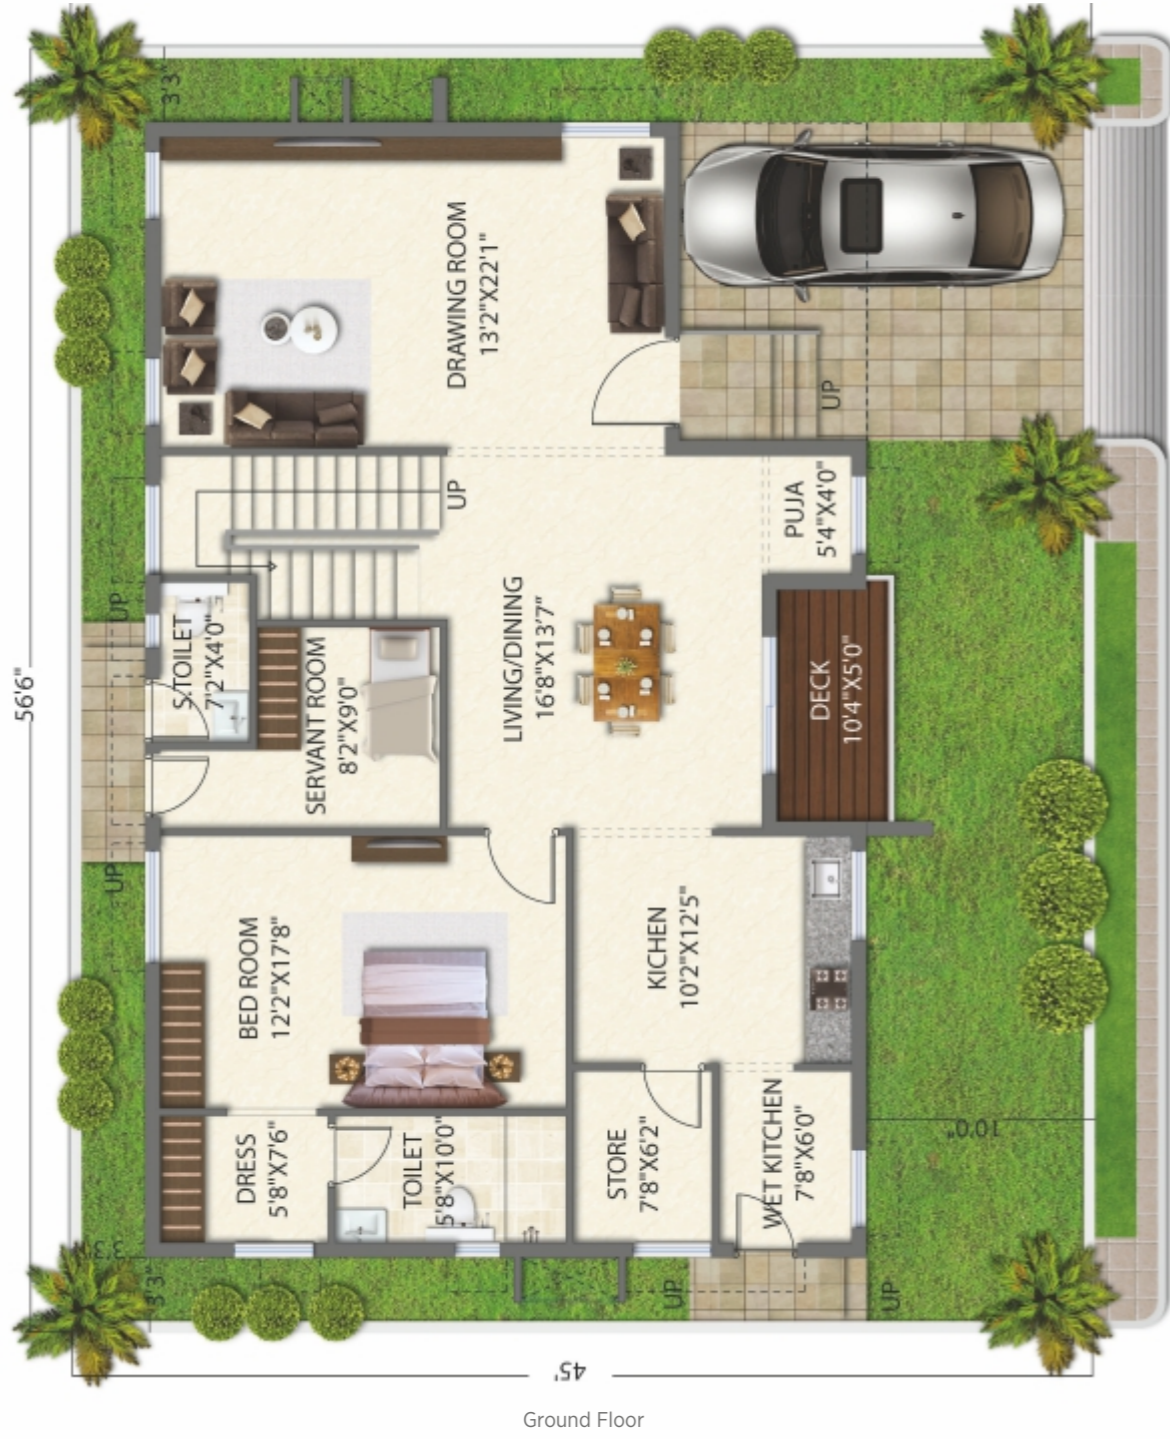 3'3"
DRAWING ROOM
13'2"X22'1"
UP
UP
PUJA
5'4"X4'0"
UP
S.TOILET
7'2"X4'0"
SERVANT ROOM
8'2"X9'0"
LIVING/DINING
16'8"X13'7"
DECK
10'4"X5'0"
56'6"
UP
BED ROOM
12'2"X17'8"
KICHEN
10'2"X12'5"
DRESS
5'8"X7'6"
TOILET
5'8"X10'0"
STORE
7'8"X6'2"
WET KITCHEN
7'8"X6'0"
10'0"
3'3"
3'3"
UP
UP
45'
Ground Floor